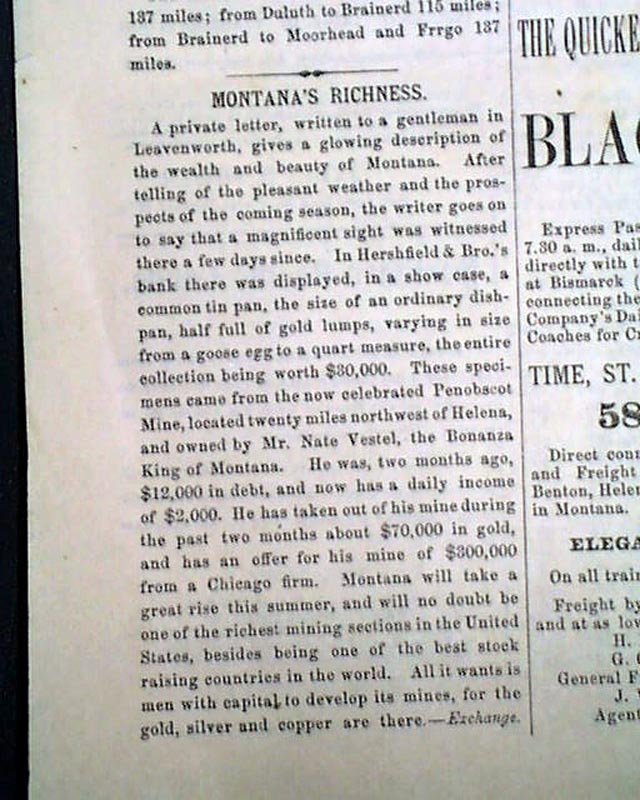 187 miles; from Duluth to Brainerd 115 miles;
from Brainerd to Moorhead and Frrgo 137
miles.
MONTANA'S RICHNESS.
A private letter, written to a gentleman in
Leavenworth, gives a glowing description of
the wealth and beauty of Montana. After
telling of the pleasant weather and the pros-
pects of the coming season, the writer goes on
to say that a magnificent sight was witnessed
there a few days since. In Hershfield & Bro.'s
bank there was displayed, in a show case, a
common tin pan, the size of an ordinary dish-
pan, half full of gold lumps, varying in size
from a goose egg to a quart measure, the entire
collection being worth $30,000. These speci-
mens came from the now celebrated Penobscot
Mine, located twenty miles northwest of Helena,
and owned by Mr. Nate Vestel, the Bonanza
King of Montana. He was, two months ago,
$12,000 in debt, and now has a daily income
of $2,000. He has taken out of his mine during
the past two months about $70,000 in gold,
and has an offer for his mine of $300,000
from a Chicago firm. Montana will take a
great rise this summer, and will no doubt be
one of the richest mining sections in the United
States, besides being one of the best stock
raising countries in the world. All it wants is
men with capital to develop its mines, for the
gold, silver and copper are there.—Exchange.
THE QUICKE
BLA
Express Pas
7.30 a. m., dail
directly with t
at Bismarck (
connecting the
Company's Dai
Coaches for Cr
TIME, ST.
58
Direct conn
and Freight
Benton, Helen
in Montana.
ELEGA
On all train
Freight by
and at as low
H.
G. C
General F
J.
Agent